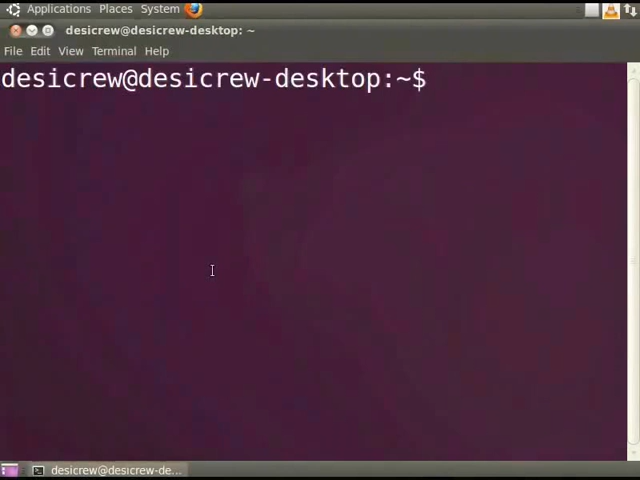 Applications Places System
desicrew@desicrew-desktop: ~
File Edit View Terminal Help
desicrew@desicrew-desktop:~$
desicrew@desicrew-de...